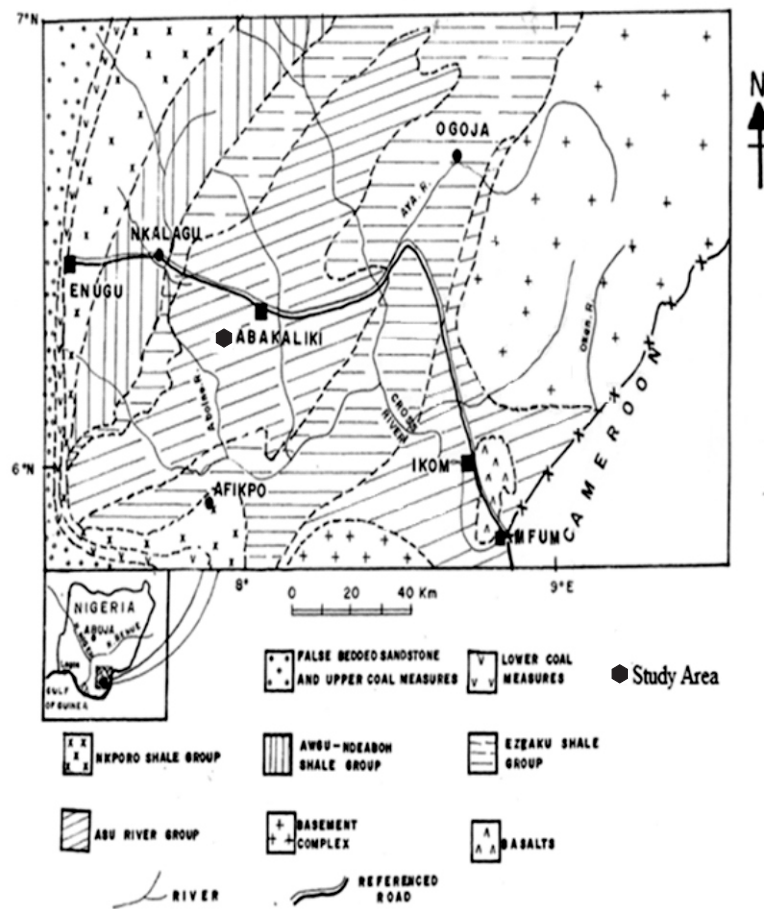 7°N
N
OGOJA
AYA R.
NKALAGU
ENUGU
ABAKALIKI
CROSS
RIVER
6°N
IKOM
AFIKPO
MFUM
CAMEROON
8°
9°E
0 20 40 Km
NIGERIA
ABUJA
R. BENUE
Lagos
GULF
OF GUINEA
FALSE BEDDED SANDSTONE
AND UPPER COAL MEASURES
LOWER COAL
MEASURES
Study Area
NKPORO SHALE GROUP
AWGU-NDEABOH
SHALE GROUP
EZEAKU SHALE
GROUP
ASU RIVER GROUP
BASEMENT
COMPLEX
BASALTS
RIVER
REFERENCED
ROAD